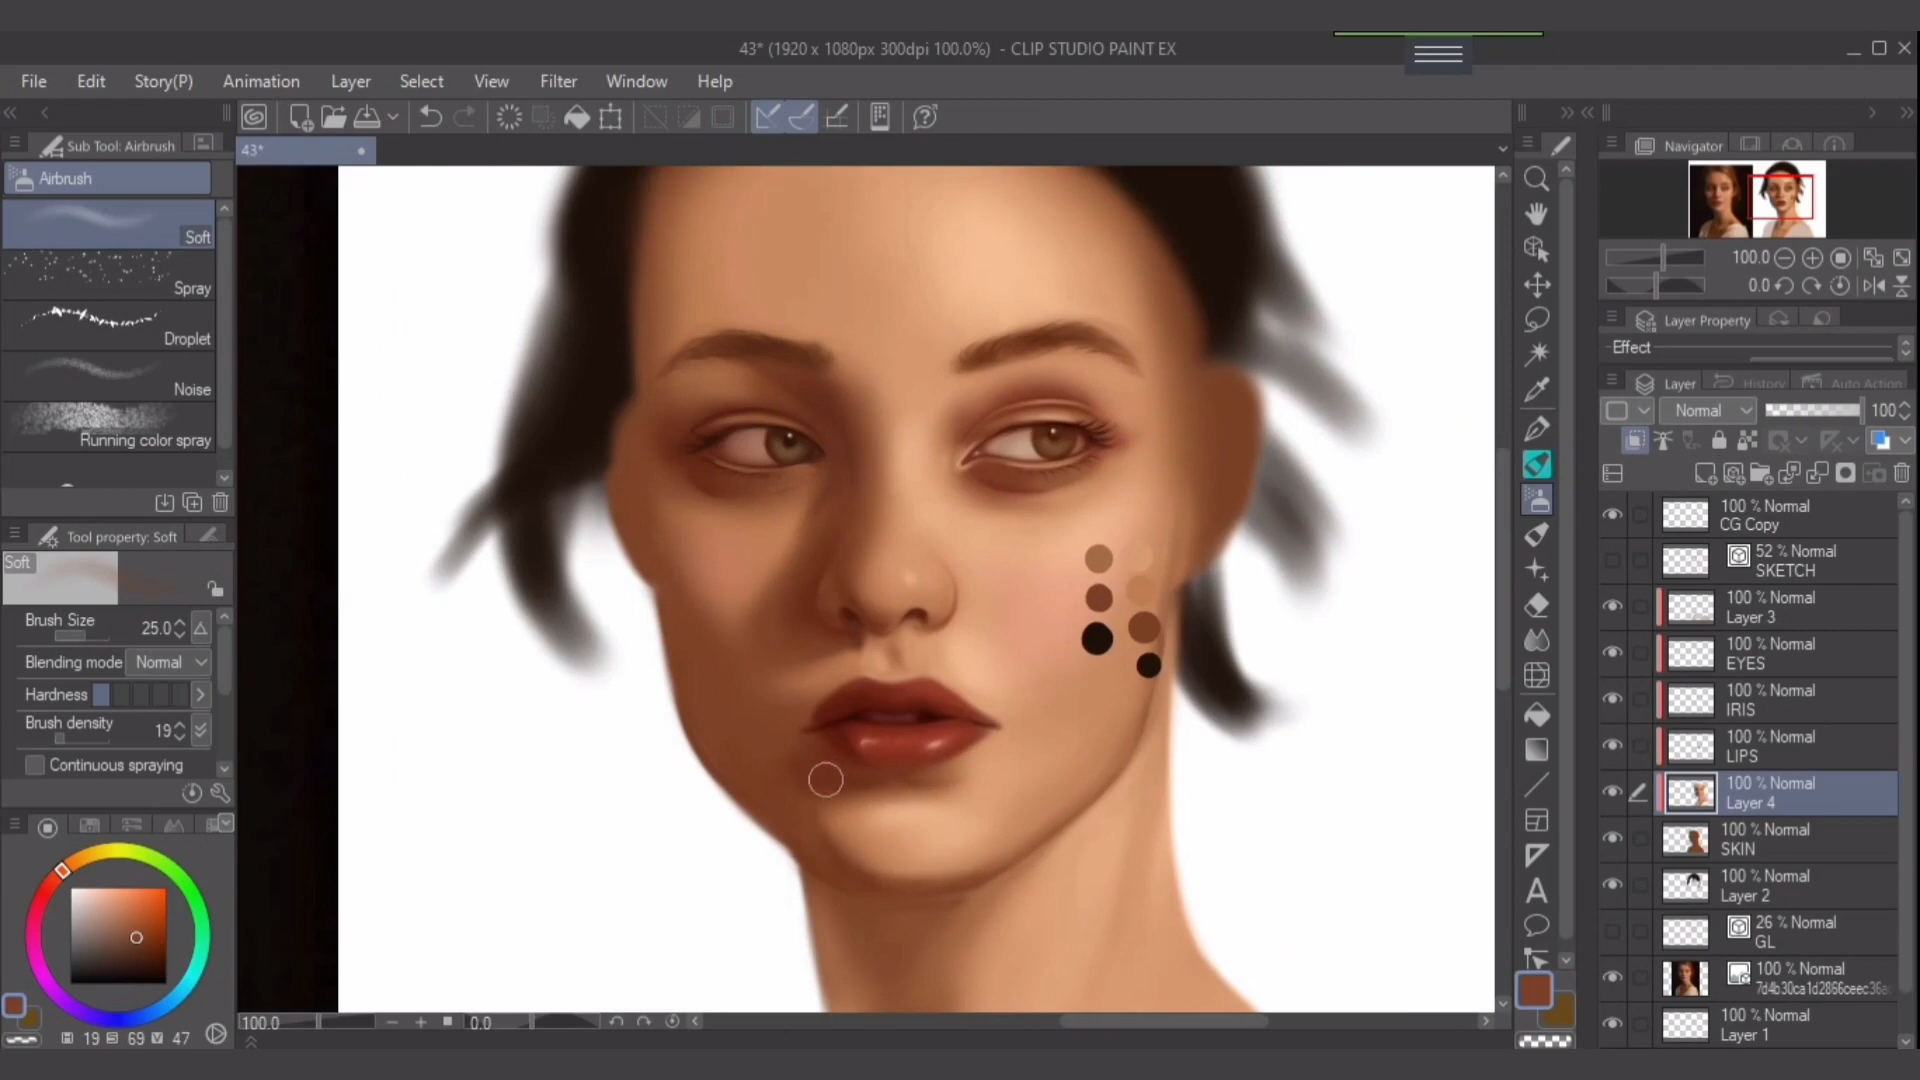 43* (1920 x 1080px 300dpi 100.0%) - CLIP STUDIO PAINT EX
File Edit Story(P) Animation Layer Select View Filter Window Help
Sub Tool: Airbrush
43*
Airbrush
Soft
Spray
Droplet
Noise
Running color spray
Tool property: Soft
Soft
Brush Size 25.0
Blending mode Normal
Hardness
Brush density 19
Continuous spraying
H 19 S 69 V 47
100.0 0.0
Navigator
100.0
0.0
Layer Property
Effect
Layer History Auto Action
Normal 100
100 % Normal
CG Copy
52 % Normal
SKETCH
100 % Normal
Layer 3
100 % Normal
EYES
100 % Normal
IRIS
100 % Normal
LIPS
100 % Normal
Layer 4
100 % Normal
SKIN
100 % Normal
Layer 2
26 % Normal
GL
100 % Normal
100 % Normal
Layer 1